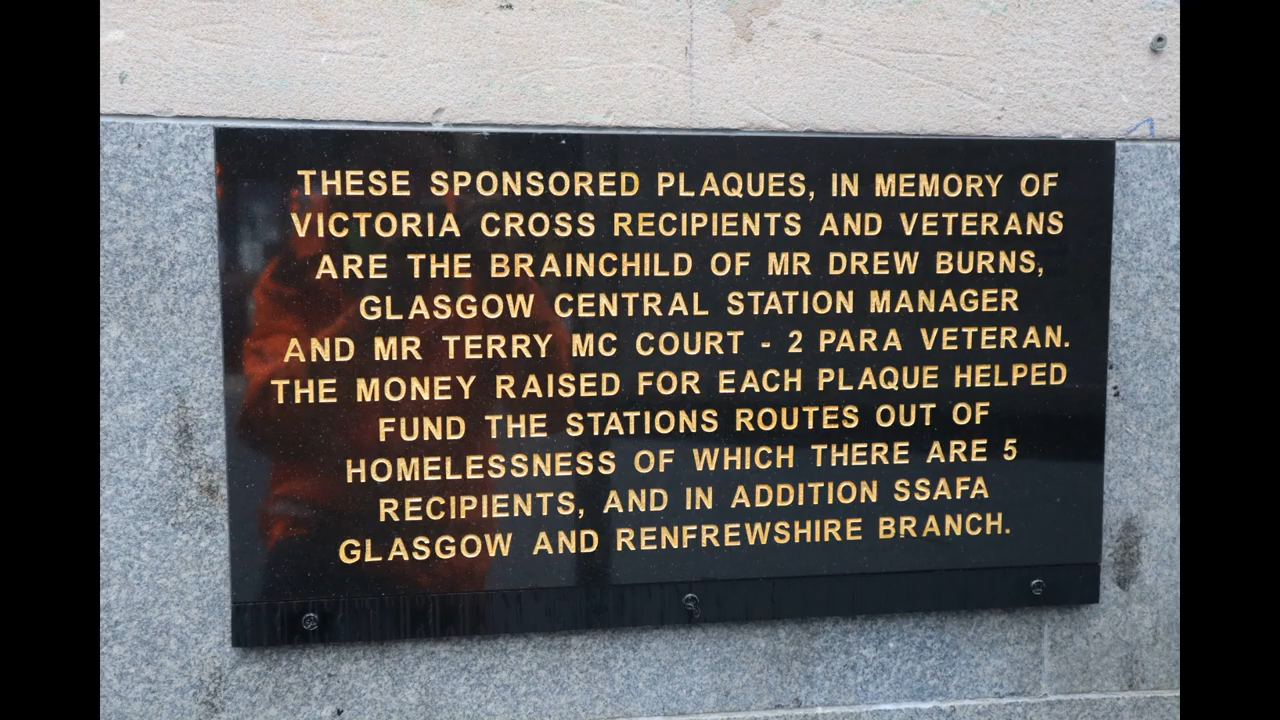 THESE SPONSORED PLAQUES, IN MEMORY OF
VICTORIA CROSS RECIPIENTS AND VETERANS
ARE THE BRAINCHILD OF MR DREW BURNS,
GLASGOW CENTRAL STATION MANAGER
AND MR TERRY MC COURT - 2 PARA VETERAN.
THE MONEY RAISED FOR EACH PLAQUE HELPED
FUND THE STATIONS ROUTES OUT OF
HOMELESSNESS OF WHICH THERE ARE 5
RECIPIENTS, AND IN ADDITION SSAFA
GLASGOW AND RENFREWSHIRE BRANCH.